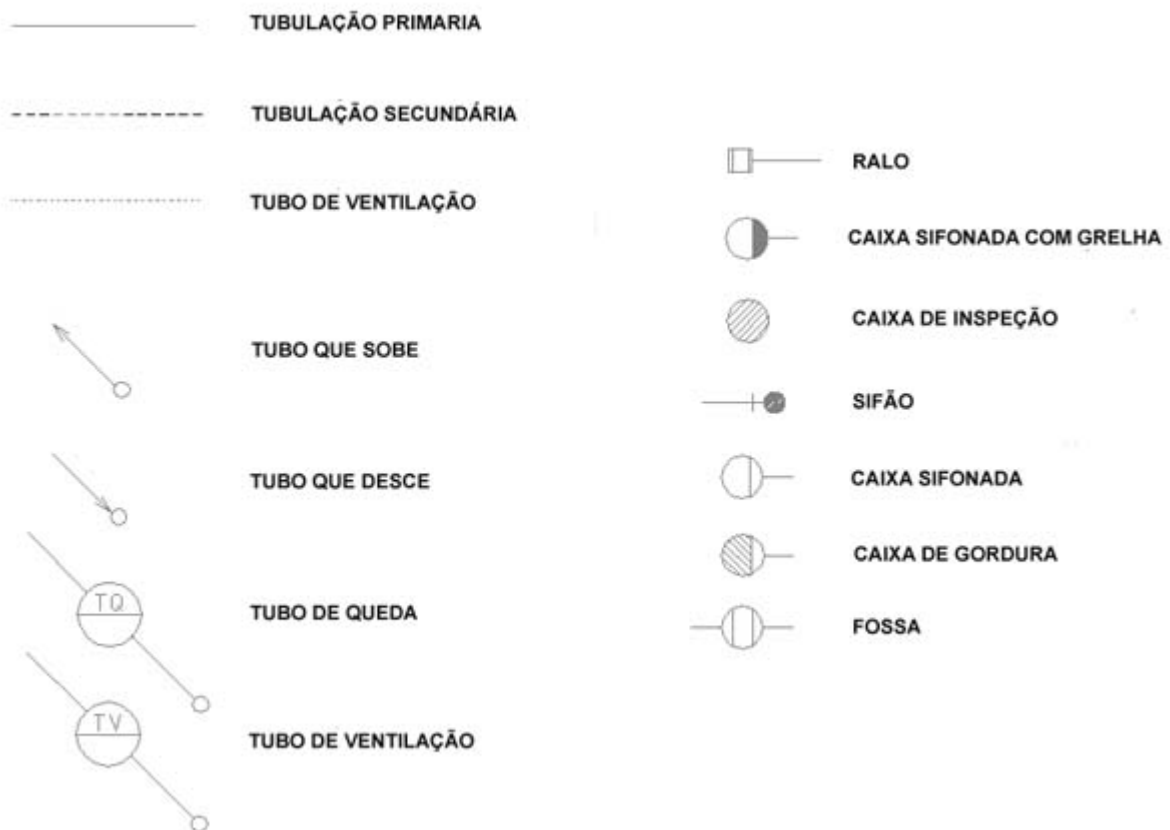 TUBULAÇÃO PRIMARIA
TUBULAÇÃO SECUNDÁRIA
TUBO DE VENTILAÇÃO
TUBO QUE SOBE
TUBO QUE DESCE
TQ
TUBO DE QUEDA
TV
TUBO DE VENTILAÇÃO
RALO
CAIXA SIFONADA COM GRELHA
CAIXA DE INSPEÇÃO
SIFÃO
CAIXA SIFONADA
CAIXA DE GORDURA
FOSSA